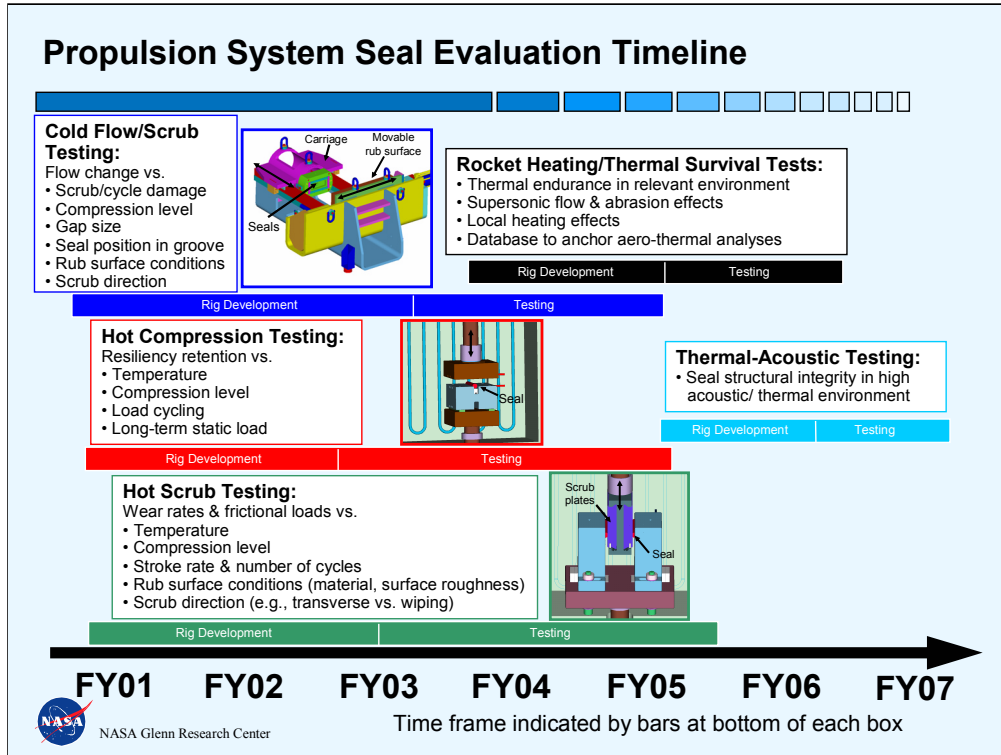 Propulsion System Seal Evaluation Timeline
Cold Flow/Scrub
Testing:
Flow change vs.
• Scrub/cycle damage
• Compression level
• Gap size
• Seal position in groove
• Rub surface conditions
• Scrub direction
Carriage
Movable
rub surface
Seals
Rig Development
Testing
Rocket Heating/Thermal Survival Tests:
• Thermal endurance in relevant environment
• Supersonic flow & abrasion effects
• Local heating effects
• Database to anchor aero-thermal analyses
Rig Development
Testing
Hot Compression Testing:
Resiliency retention vs.
• Temperature
• Compression level
• Load cycling
• Long-term static load
Seal
Rig Development
Testing
Thermal-Acoustic Testing:
• Seal structural integrity in high
acoustic/ thermal environment
Rig Development
Testing
Hot Scrub Testing:
Wear rates & frictional loads vs.
• Temperature
• Compression level
• Stroke rate & number of cycles
• Rub surface conditions (material, surface roughness)
• Scrub direction (e.g., transverse vs. wiping)
Scrub
plates
Seal
Rig Development
Testing
FY01 FY02 FY03 FY04 FY05 FY06 FY07
NASA
NASA Glenn Research Center
Time frame indicated by bars at bottom of each box